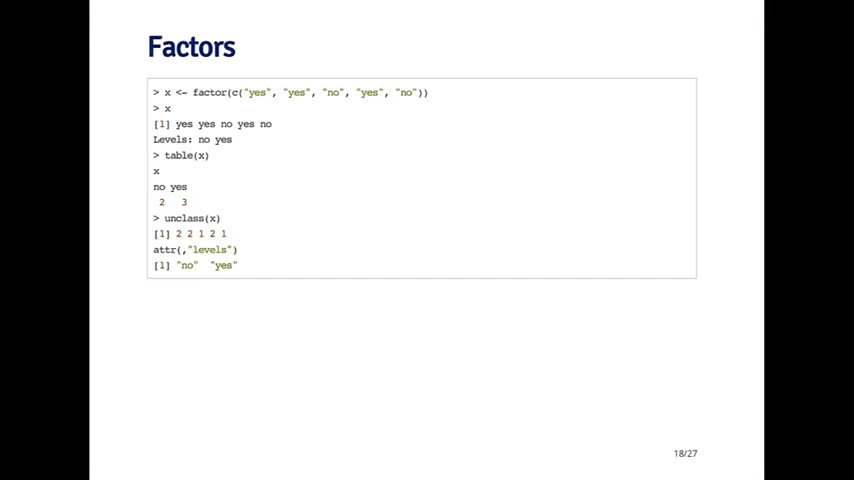 Factors
> x <- factor(c("yes", "yes", "no", "yes", "no"))
> x
[1] yes yes no yes no
Levels: no yes
> table(x)
x
no yes
2 3
> unclass(x)
[1] 2 2 1 2 1
attr(,"levels")
[1] "no" "yes"
18/27